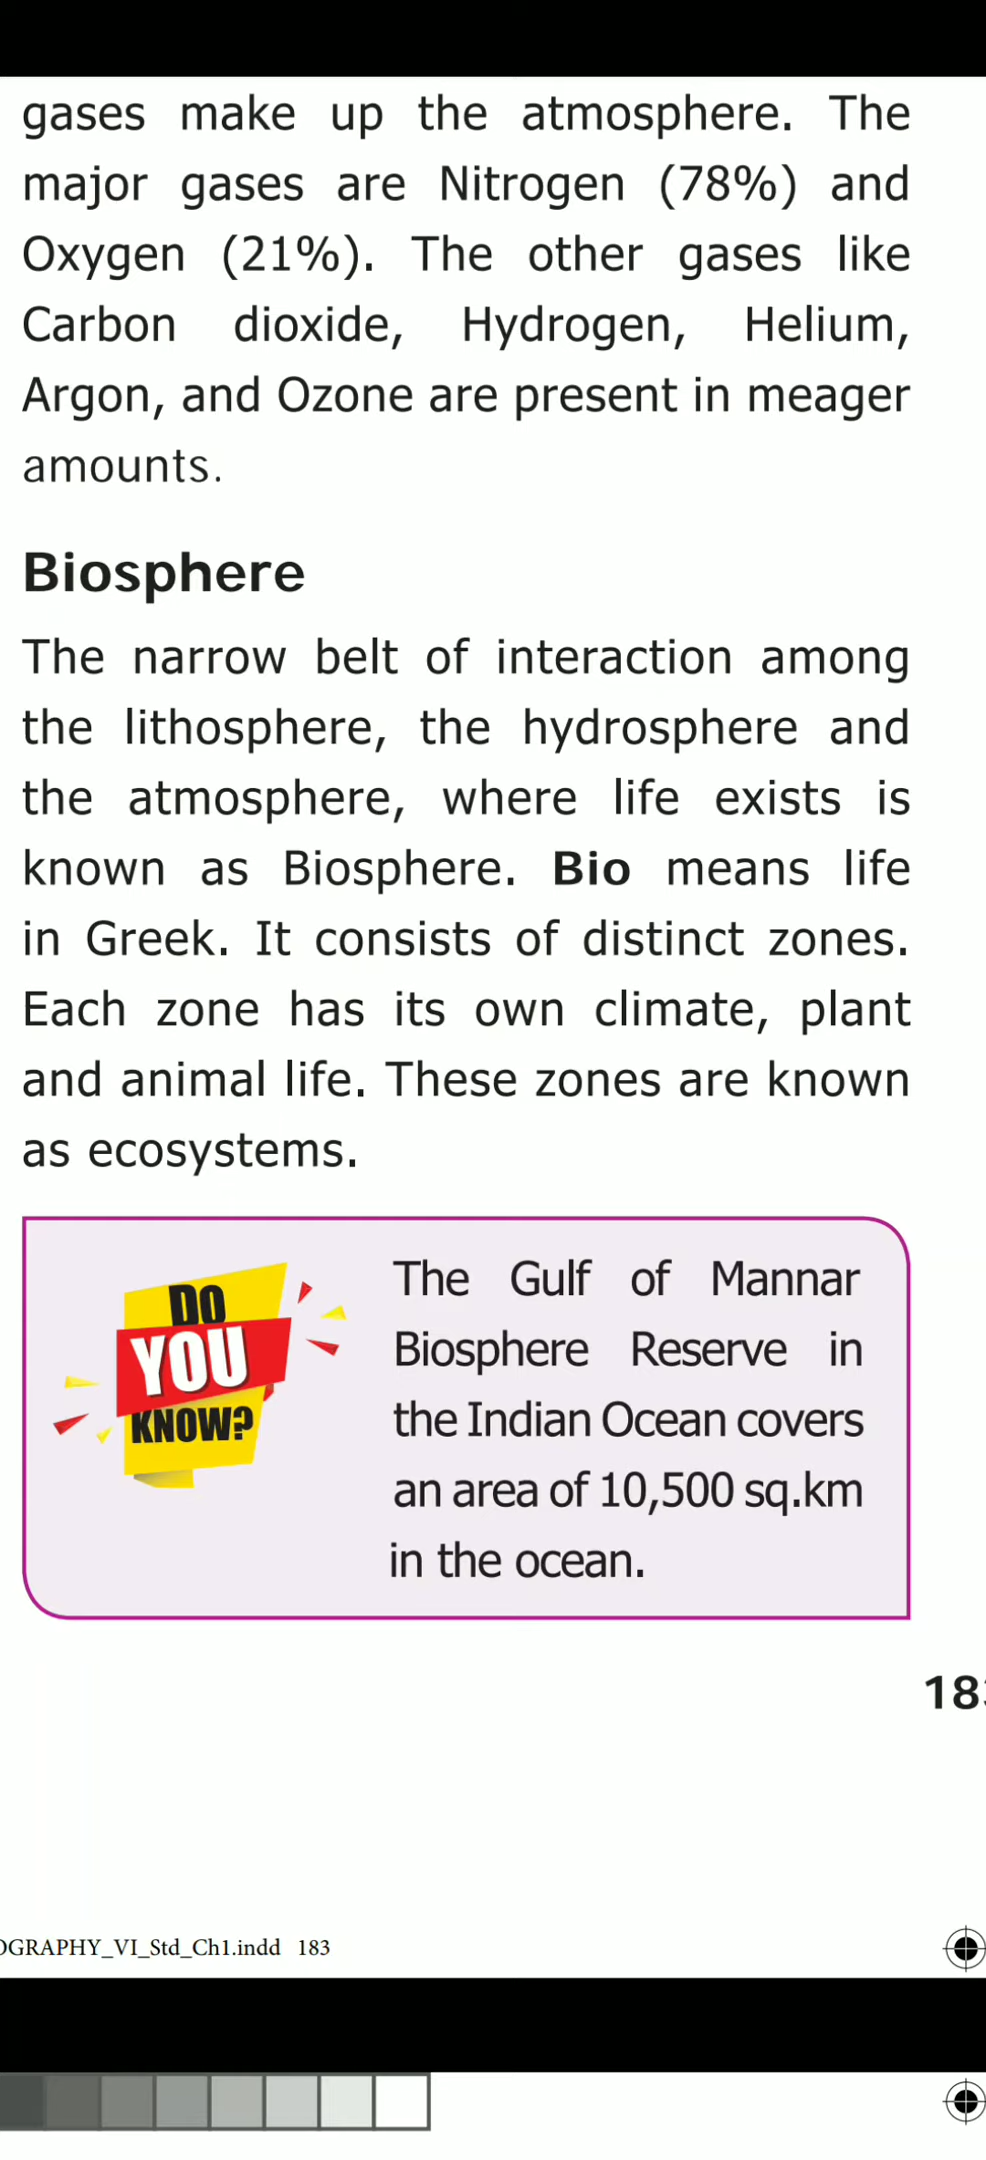 gases make up the atmosphere. The
major gases are Nitrogen (78%) and
Oxygen (21%). The other gases like
Carbon dioxide, Hydrogen, Helium,
Argon, and Ozone are present in meager
amounts.
Biosphere
The narrow belt of interaction among
the lithosphere, the hydrosphere and
the atmosphere, where life exists is
known as Biosphere. Bio means life
in Greek. It consists of distinct zones.
Each zone has its own climate, plant
and animal life. These zones are known
as ecosystems.
DO
YOU
KNOW?
The Gulf of Mannar
Biosphere Reserve in
the Indian Ocean covers
an area of 10,500 sq.km
in the ocean.
183
OGRAPHY_VI_Std_Ch1.indd 183